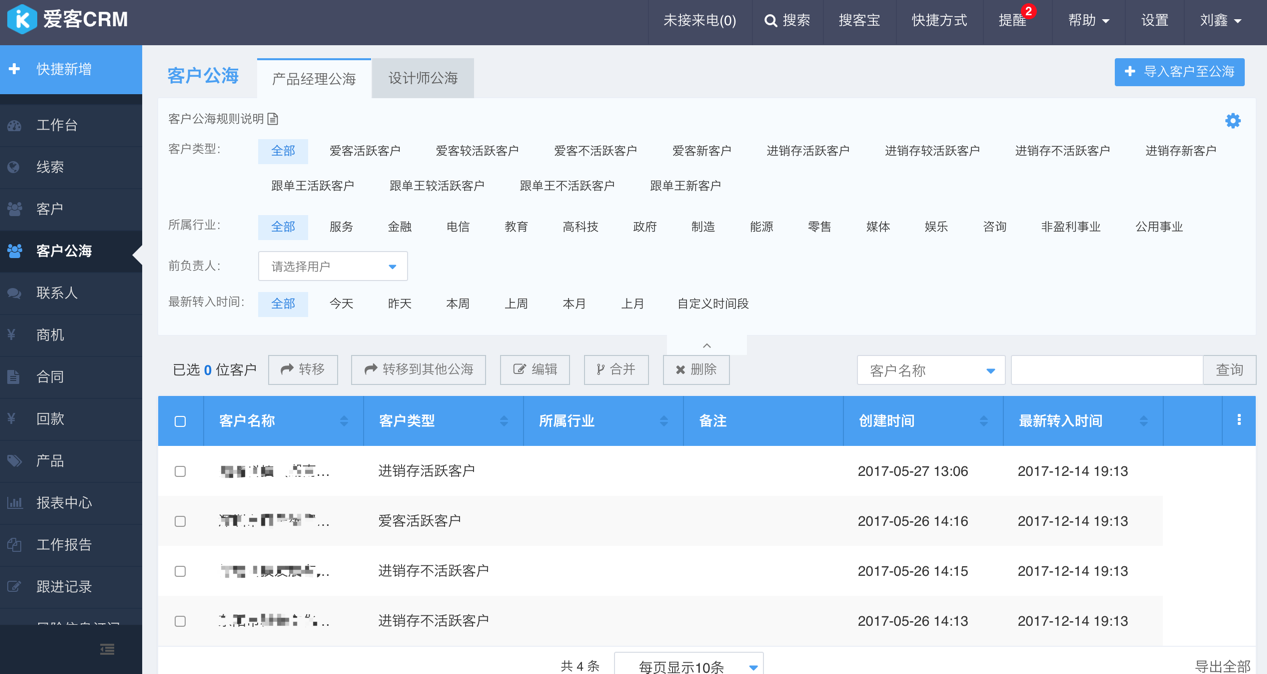 爱客CRM
未接来电(0) 搜索 搜客宝 快捷方式 提醒 2 帮助 设置 刘鑫
快捷新增
工作台
线索
客户
客户公海
联系人
商机
合同
回款
产品
报表中心
工作报告
跟进记录
客户公海 产品经理公海 设计师公海 导入客户至公海
客户公海规则说明
客户类型: 全部 爱客活跃客户 爱客较活跃客户 爱客不活跃客户 爱客新客户 进销存活跃客户 进销存较活跃客户 进销存不活跃客户 进销存新客户
跟单王活跃客户 跟单王较活跃客户 跟单王不活跃客户 跟单王新客户
所属行业: 全部 服务 金融 电信 教育 高科技 政府 制造 能源 零售 媒体 娱乐 咨询 非盈利事业 公用事业
前负责人: 请选择用户
最新转入时间: 全部 今天 昨天 本周 上周 本月 上月 自定义时间段
已选 0 位客户 转移 转移到其他公海 编辑 合并 删除 客户名称 查询
客户名称 客户类型 所属行业 备注 创建时间 最新转入时间
进销存活跃客户 2017-05-27 13:06 2017-12-14 19:13
爱客活跃客户 2017-05-26 14:16 2017-12-14 19:13
进销存不活跃客户 2017-05-26 14:15 2017-12-14 19:13
进销存不活跃客户 2017-05-26 14:13 2017-12-14 19:13
共 4 条 每页显示10条 导出全部